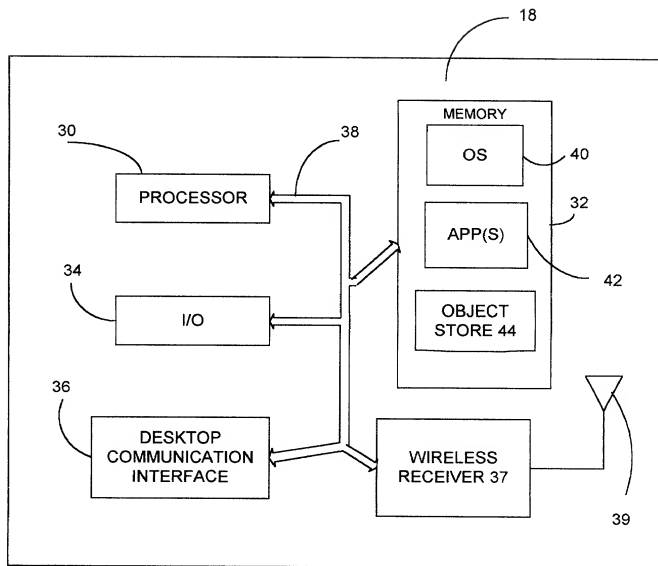 18
MEMORY
OS
40
32
APP(S)
42
OBJECT
STORE 44
30
38
PROCESSOR
34
I/O
36
DESKTOP
COMMUNICATION
INTERFACE
WIRELESS
RECEIVER 37
39